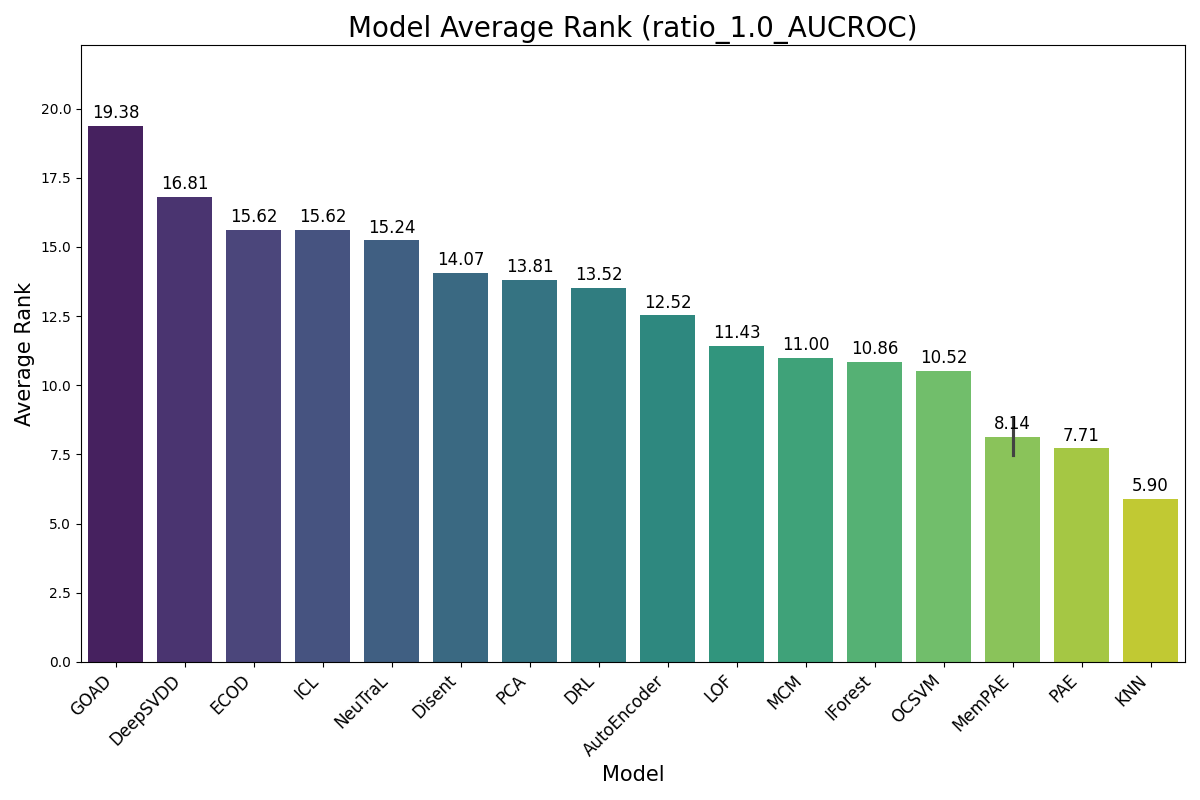 Model Average Rank (ratio_1.0_AUCROC)
Average Rank
20.0
17.5
15.0
12.5
10.0
7.5
5.0
2.5
0.0
19.38
16.81
15.62
15.62
15.24
14.07
13.81
13.52
12.52
11.43
11.00
10.86
10.52
8.14
7.71
5.90
GOAD
DeepSVDD
ECOD
ICL
NeuTraL
Disent
PCA
DRL
AutoEncoder
LOF
MCM
IForest
OCSVM
MemPAE
PAE
KNN
Model